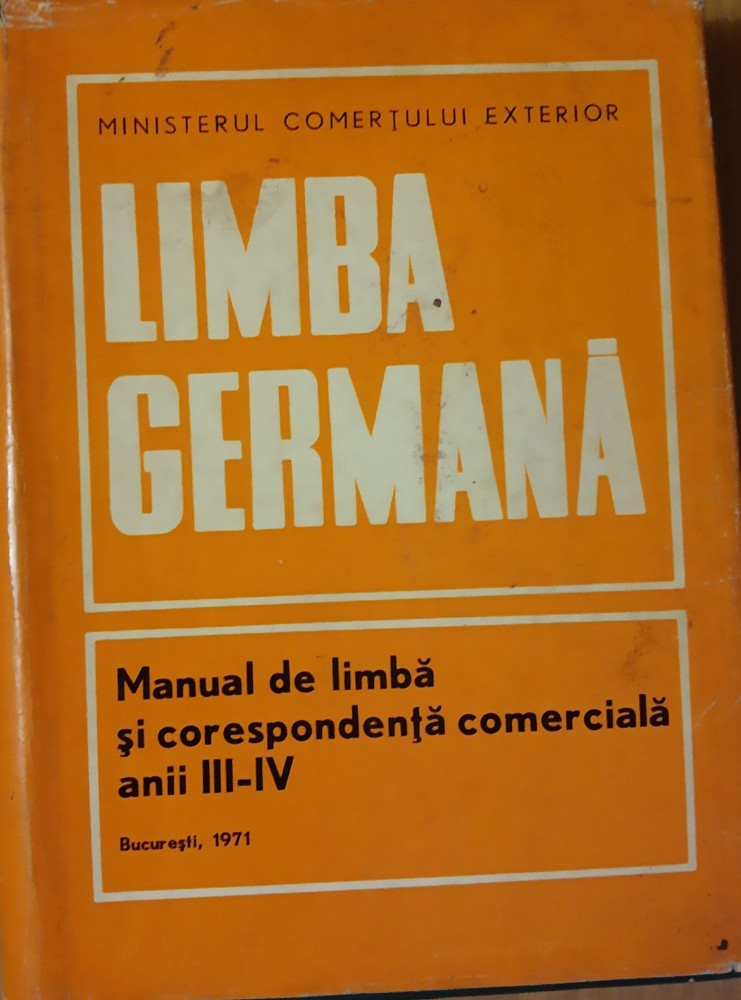 MINISTERUL COMERŢULUI EXTERIOR
LIMBA
GERMANĂ
Manual de limbă
şi corespondenţă comercială
anii III-IV
Bucureşti, 1971